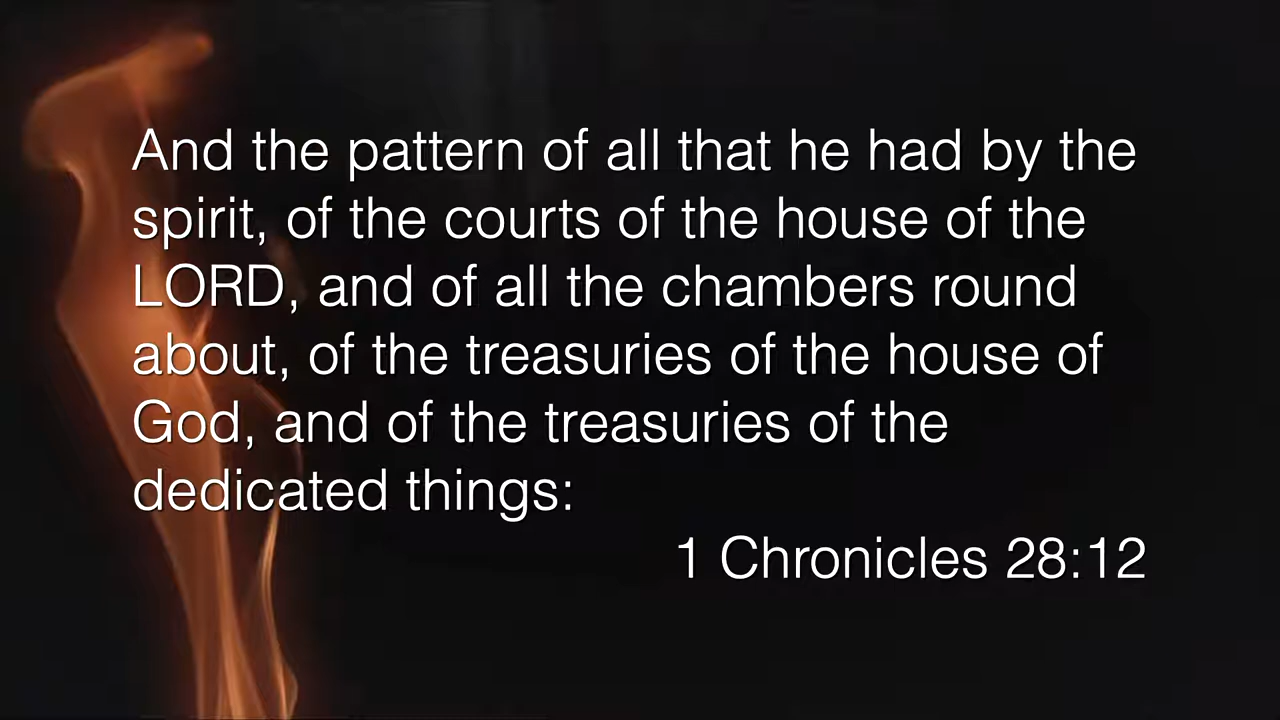 And the pattern of all that he had by the
spirit, of the courts of the house of the
LORD, and of all the chambers round
about, of the treasuries of the house of
God, and of the treasuries of the
dedicated things:
1 Chronicles 28:12